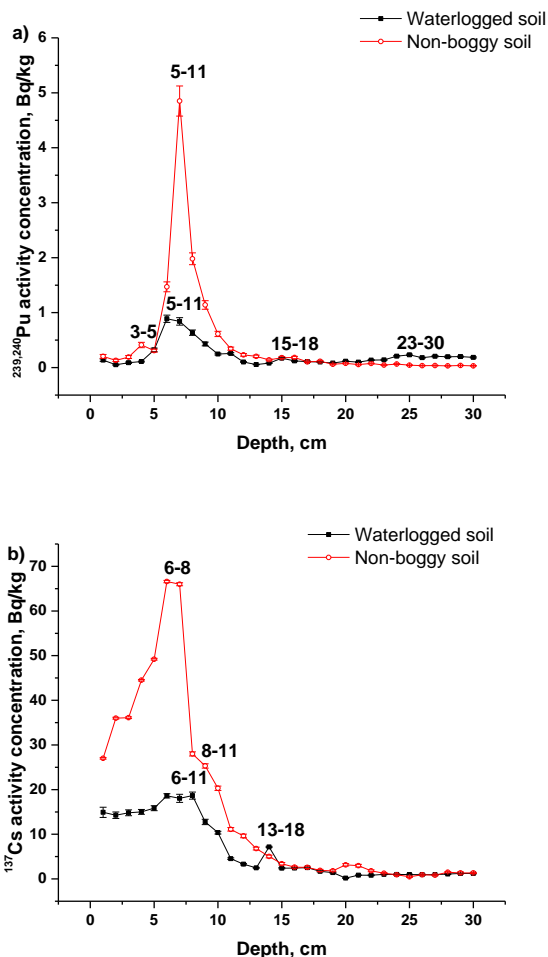 a)
Waterlogged soil
Non-boggy soil
239,240Pu activity concentration, Bq/kg
6
5
4
3
2
1
0
5-11
3-5
5-11
15-18
23-30
0 5 10 15 20 25 30
Depth, cm
b)
Waterlogged soil
Non-boggy soil
137Cs activity concentration, Bq/kg
70
60
50
40
30
20
10
0
6-8
8-11
6-11
13-18
0 5 10 15 20 25 30
Depth, cm